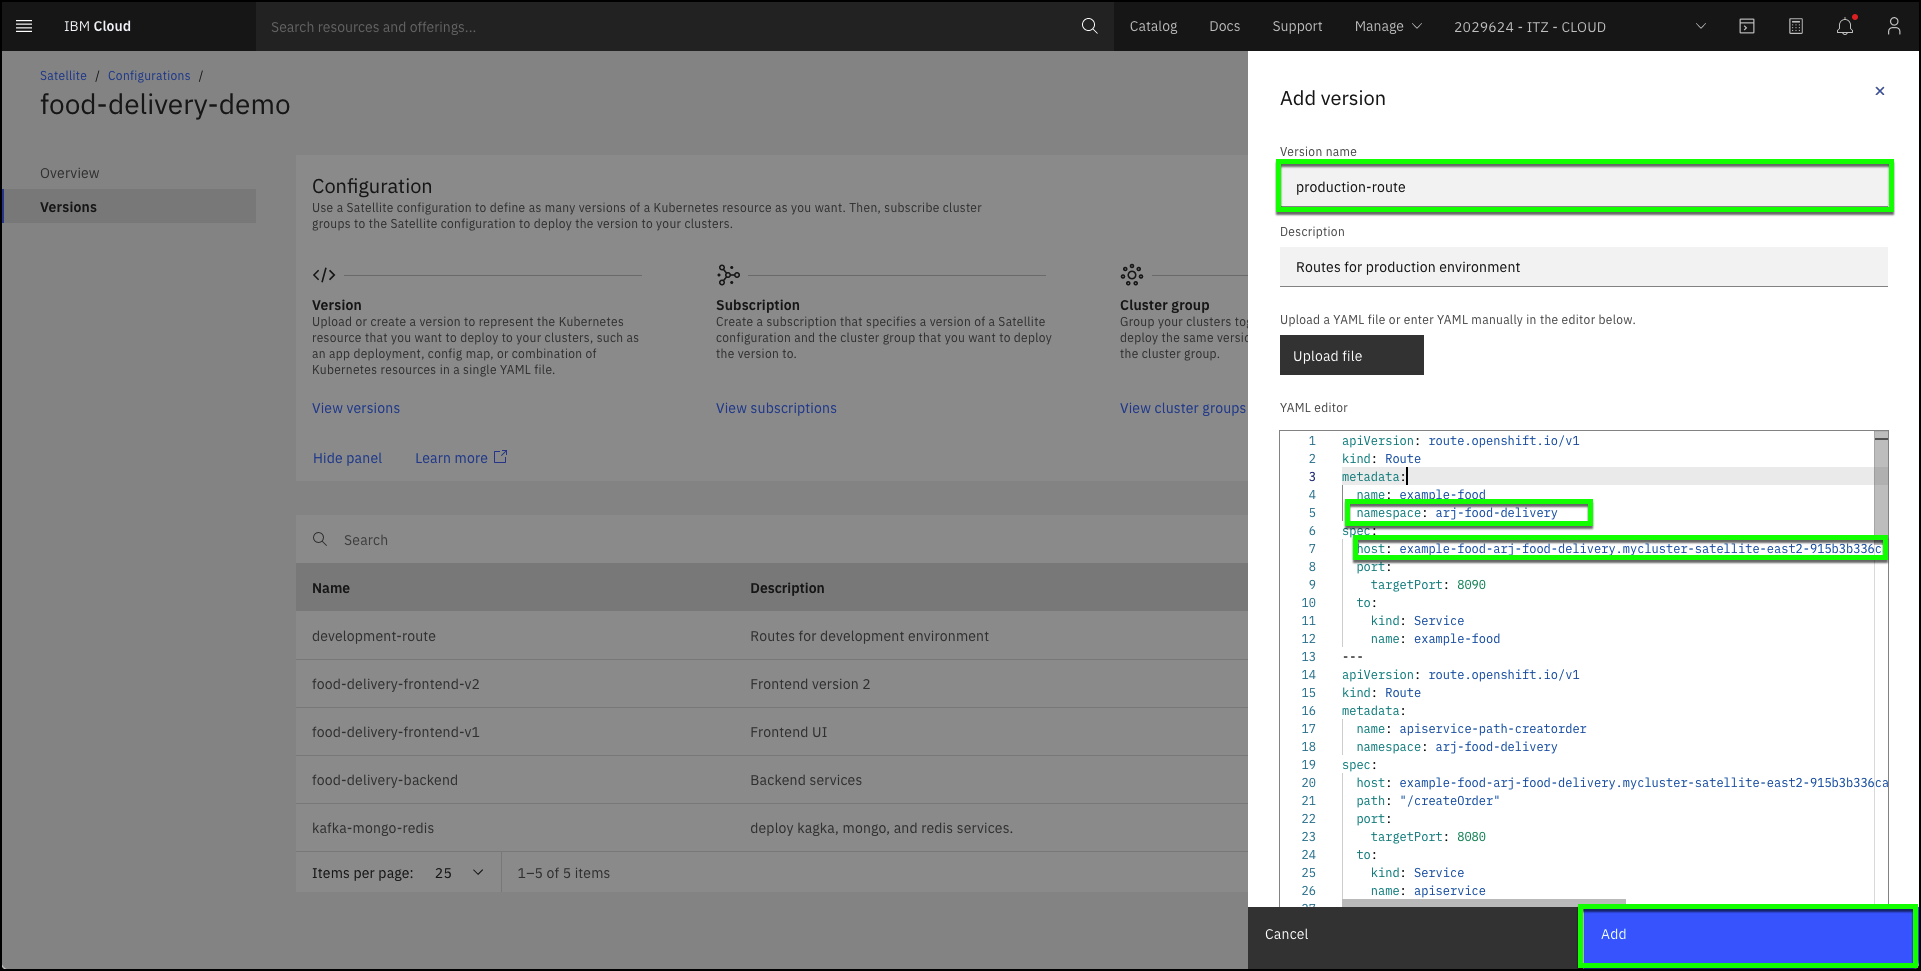 IBM Cloud
Search resources and offerings...
Catalog
Docs
Support
Manage
2029624 - ITZ - CLOUD
Satellite / Configurations /
food-delivery-demo
Overview
Versions
Configuration
Use a Satellite configuration to define as many versions of a Kubernetes resource as you want. Then, subscribe cluster
groups to the Satellite configuration to deploy the version to your clusters.
Version
Upload or create a version to represent the Kubernetes
resource that you want to deploy to your clusters, such as
an app deployment, config map, or combination of
Kubernetes resources in a single YAML file.
View versions
Subscription
Create a subscription that specifies a version of a Satellite
configuration and the cluster group that you want to deploy
the version to.
View subscriptions
Cluster group
Group your clusters to
deploy the same versi
the cluster group.
View cluster groups
Hide panel
Learn more
Search
Name Description
development-route Routes for development environment
food-delivery-frontend-v2 Frontend version 2
food-delivery-frontend-v1 Frontend UI
food-delivery-backend Backend services
kafka-mongo-redis deploy kagka, mongo, and redis services.
Items per page: 25 1–5 of 5 items
Add version
Version name
production-route
Description
Routes for production environment
Upload a YAML file or enter YAML manually in the editor below.
Upload file
YAML editor
1 apiVersion: route.openshift.io/v1
2 kind: Route
3 metadata:
4 name: example-food
5 namespace: arj-food-delivery
6 spec:
7 host: example-food-arj-food-delivery.mycluster-satellite-east2-915b3b336c
8 port:
9 targetPort: 8090
10 to:
11 kind: Service
12 name: example-food
13 ---
14 apiVersion: route.openshift.io/v1
15 kind: Route
16 metadata:
17 name: apiservice-path-creatorder
18 namespace: arj-food-delivery
19 spec:
20 host: example-food-arj-food-delivery.mycluster-satellite-east2-915b3b336ca
21 path: "/createOrder"
22 port:
23 targetPort: 8080
24 to:
25 kind: Service
26 name: apiservice
27
Cancel
Add